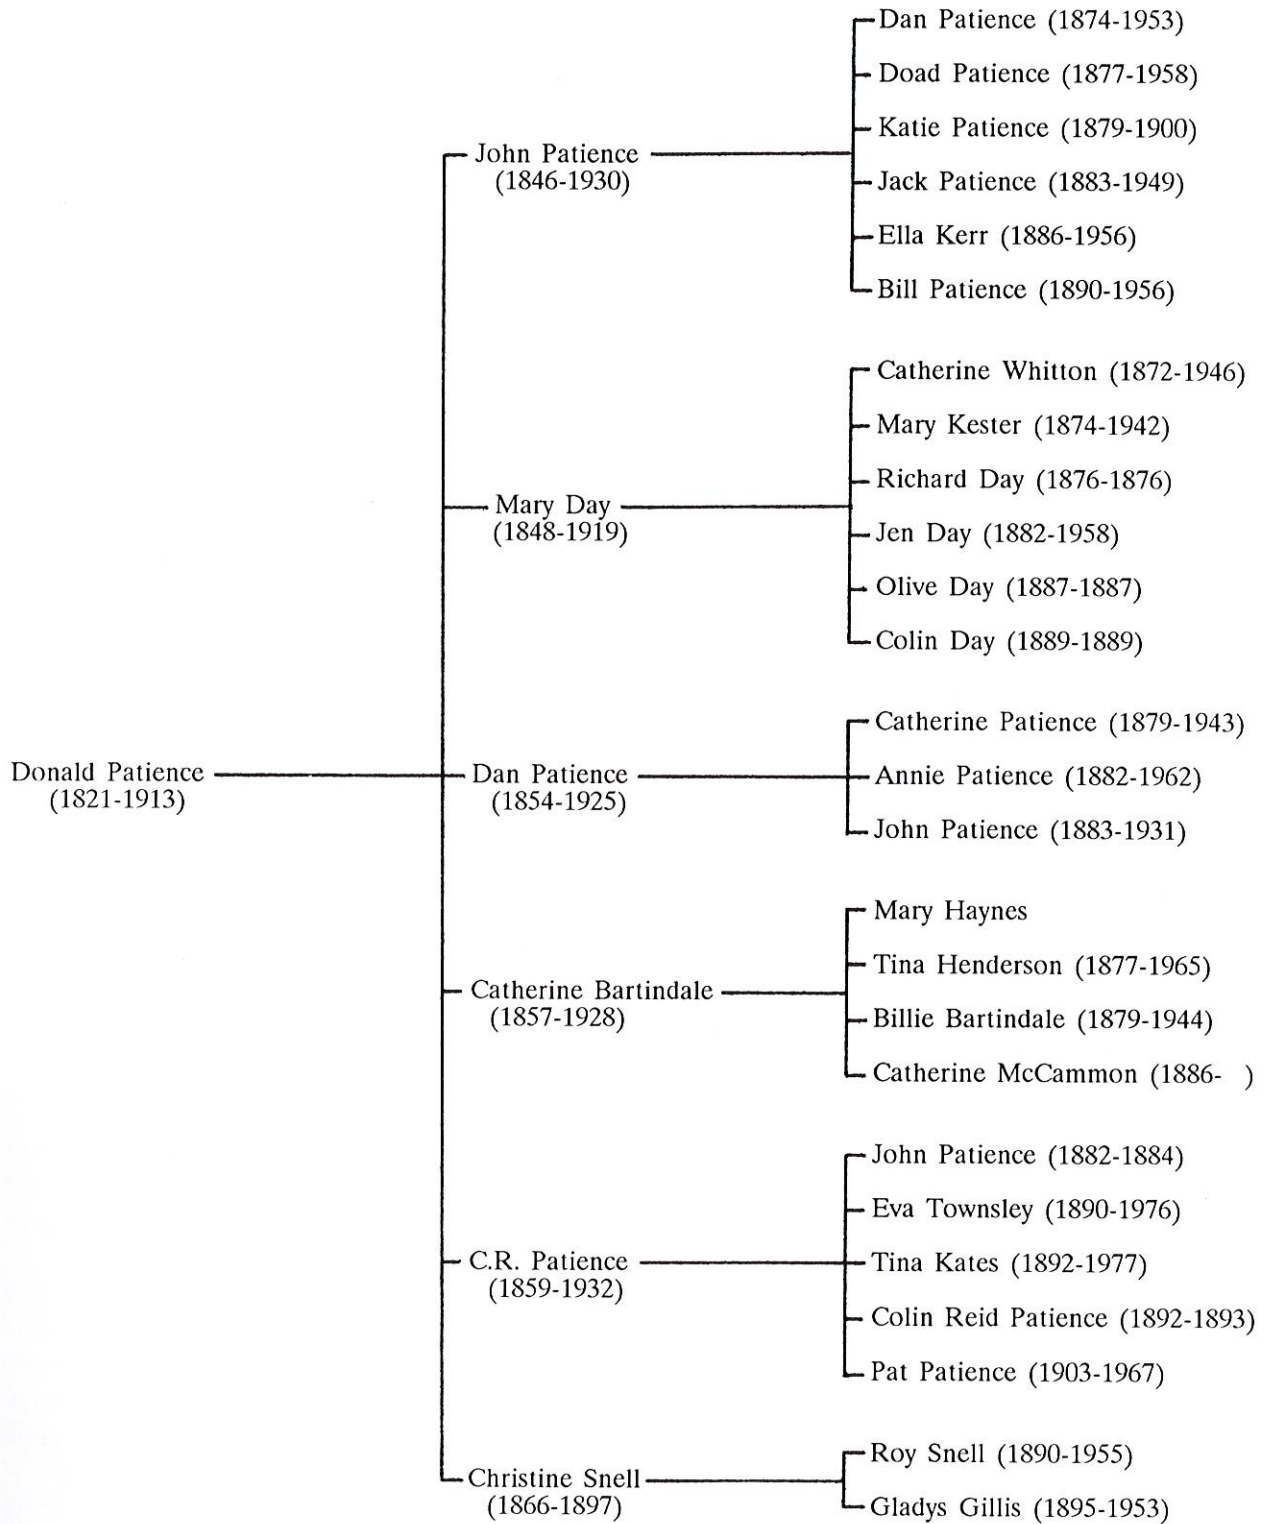 Donald Patience
(1821-1913)
John Patience
(1846-1930)
Dan Patience (1874-1953)
Doad Patience (1877-1958)
Katie Patience (1879-1900)
Jack Patience (1883-1949)
Ella Kerr (1886-1956)
Bill Patience (1890-1956)
Mary Day
(1848-1919)
Catherine Whitton (1872-1946)
Mary Kester (1874-1942)
Richard Day (1876-1876)
Jen Day (1882-1958)
Olive Day (1887-1887)
Colin Day (1889-1889)
Dan Patience
(1854-1925)
Catherine Patience (1879-1943)
Annie Patience (1882-1962)
John Patience (1883-1931)
Catherine Bartindale
(1857-1928)
Mary Haynes
Tina Henderson (1877-1965)
Billie Bartindale (1879-1944)
Catherine McCammon (1886-  )
C.R. Patience
(1859-1932)
John Patience (1882-1884)
Eva Townsley (1890-1976)
Tina Kates (1892-1977)
Colin Reid Patience (1892-1893)
Pat Patience (1903-1967)
Christine Snell
(1866-1897)
Roy Snell (1890-1955)
Gladys Gillis (1895-1953)